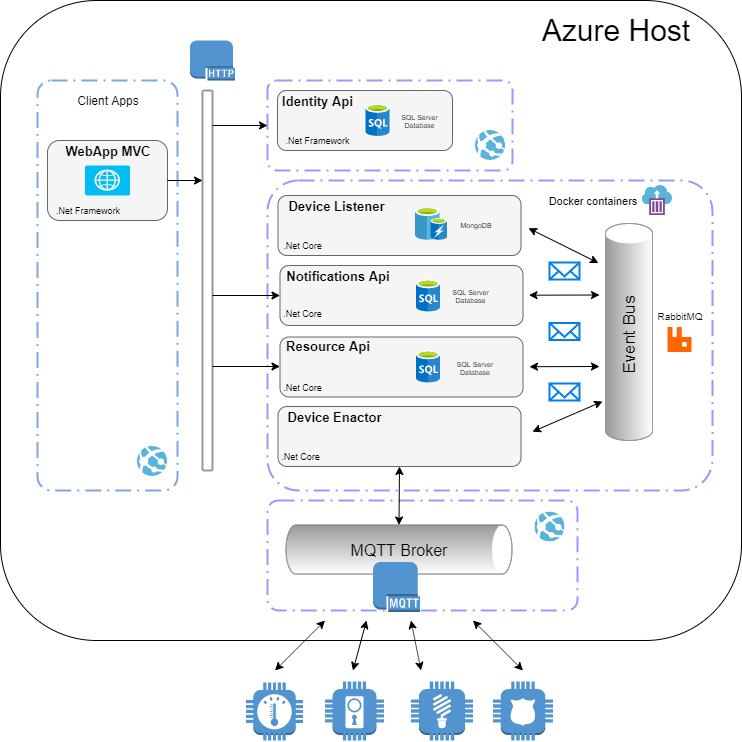 Azure Host
HTTP
Client Apps
WebApp MVC
.Net Framework
Identity Api
SQL
SQL Server
Database
.Net Framework
Docker containers
Device Listener
MongoDB
.Net Core
Notifications Api
SQL
SQL Server
Database
.Net Core
Resource Api
SQL
SQL Server
Database
.Net Core
Device Enactor
.Net Core
Event Bus
RabbitMQ
MQTT Broker
MQTT